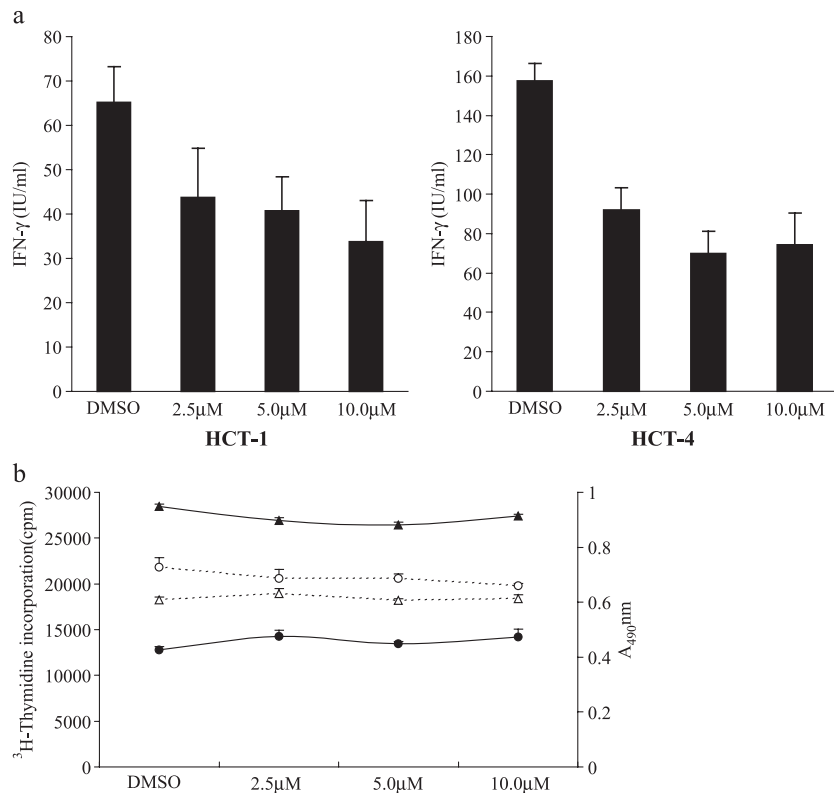 a
IFN-γ (IU/ml)
80
70
60
50
40
30
20
10
0
DMSO 2.5µM 5.0µM 10.0µM
HCT-1
IFN-γ (IU/ml)
180
160
140
120
100
80
60
40
20
0
DMSO 2.5µM 5.0µM 10.0µM
HCT-4
b
³H-Thymidine incorporation(cpm)
30000
25000
20000
15000
10000
5000
0
DMSO 2.5µM 5.0µM 10.0µM
1
0.8
0.6
0.4
0.2
0
A₄₉₀nm